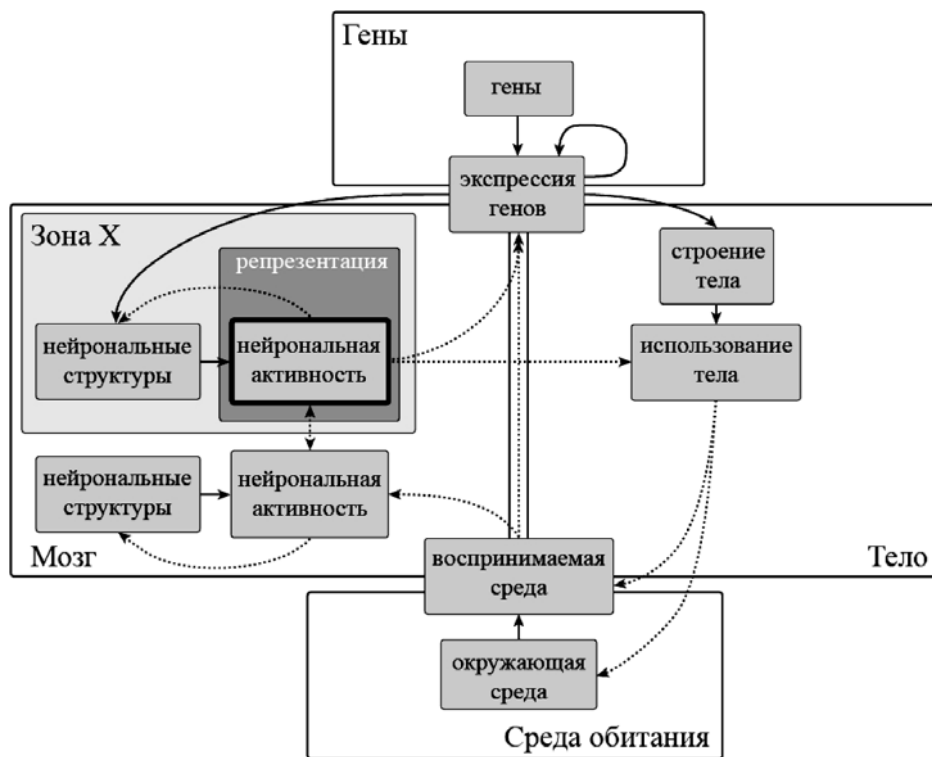 Гены
гены
экспрессия
генов
Зона X
репрезентация
строение
тела
нейрональные
структуры
нейрональная
активность
использование
тела
нейрональные
структуры
нейрональная
активность
Мозг
Тело
воспринимаемая
среда
окружающая
среда
Среда обитания